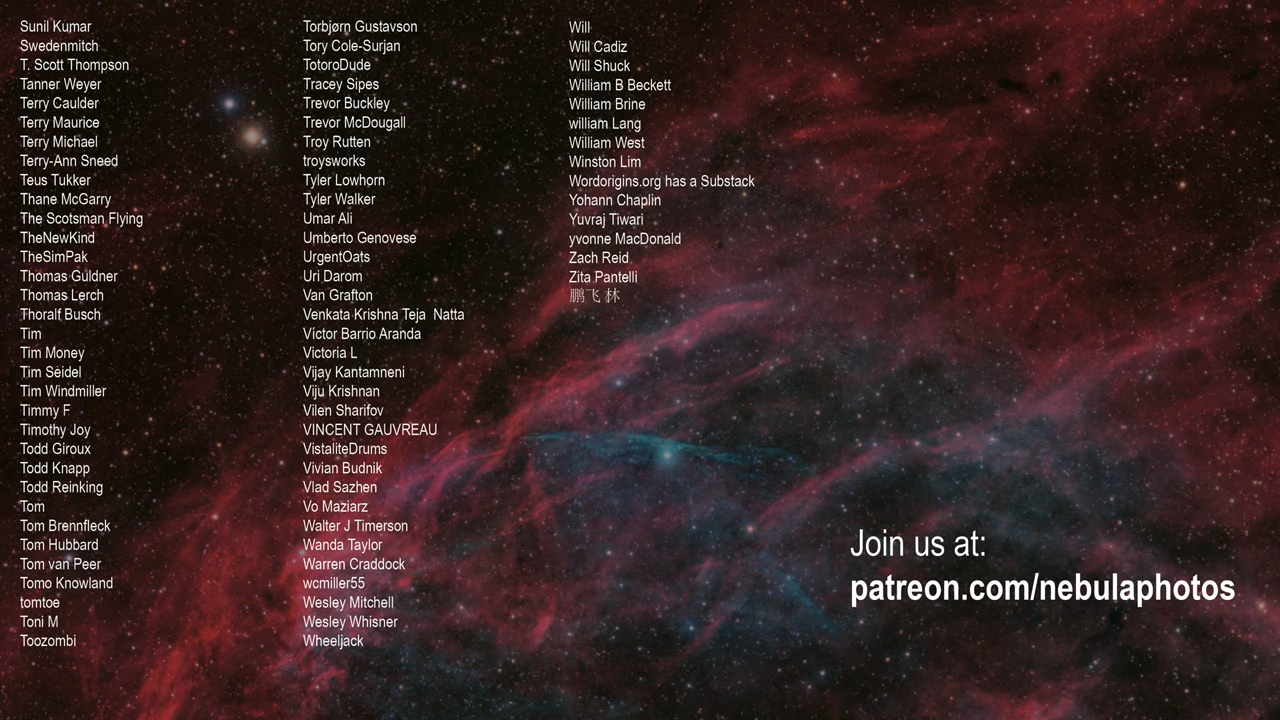 Sunil Kumar
Swedenmitch
T. Scott Thompson
Tanner Weyer
Terry Caulder
Terry Maurice
Terry Michael
Terry-Ann Sneed
Teus Tukker
Thane McGarry
The Scotsman Flying
TheNewKind
TheSimPak
Thomas Guldner
Thomas Lerch
Thoralf Busch
Tim
Tim Money
Tim Seidel
Tim Windmiller
Timmy F
Timothy Joy
Todd Giroux
Todd Knapp
Todd Reinking
Tom
Tom Brennfleck
Tom Hubbard
Tom van Peer
Tomo Knowland
tomtoe
Toni M
Toozombi
Torbjørn Gustavson
Tory Cole-Surjan
TotoroDude
Tracey Sipes
Trevor Buckley
Trevor McDougall
Troy Rutten
troysworks
Tyler Lowhorn
Tyler Walker
Umar Ali
Umberto Genovese
UrgentOats
Uri Darom
Van Grafton
Venkata Krishna Teja  Natta
Víctor Barrio Aranda
Victoria L
Vijay Kantamneni
Viju Krishnan
Vilen Sharifov
VINCENT GAUVREAU
VistaliteDrums
Vivian Budnik
Vlad Sazhen
Vo Maziarz
Walter J Timerson
Wanda Taylor
Warren Craddock
wcmiller55
Wesley Mitchell
Wesley Whisner
Wheeljack
Will
Will Cadiz
Will Shuck
William B Beckett
William Brine
william Lang
William West
Winston Lim
Wordorigins.org has a Substack
Yohann Chaplin
Yuvraj Tiwari
yvonne MacDonald
Zach Reid
Zita Pantelli
鹏飞 林
Join us at:
patreon.com/nebulaphotos